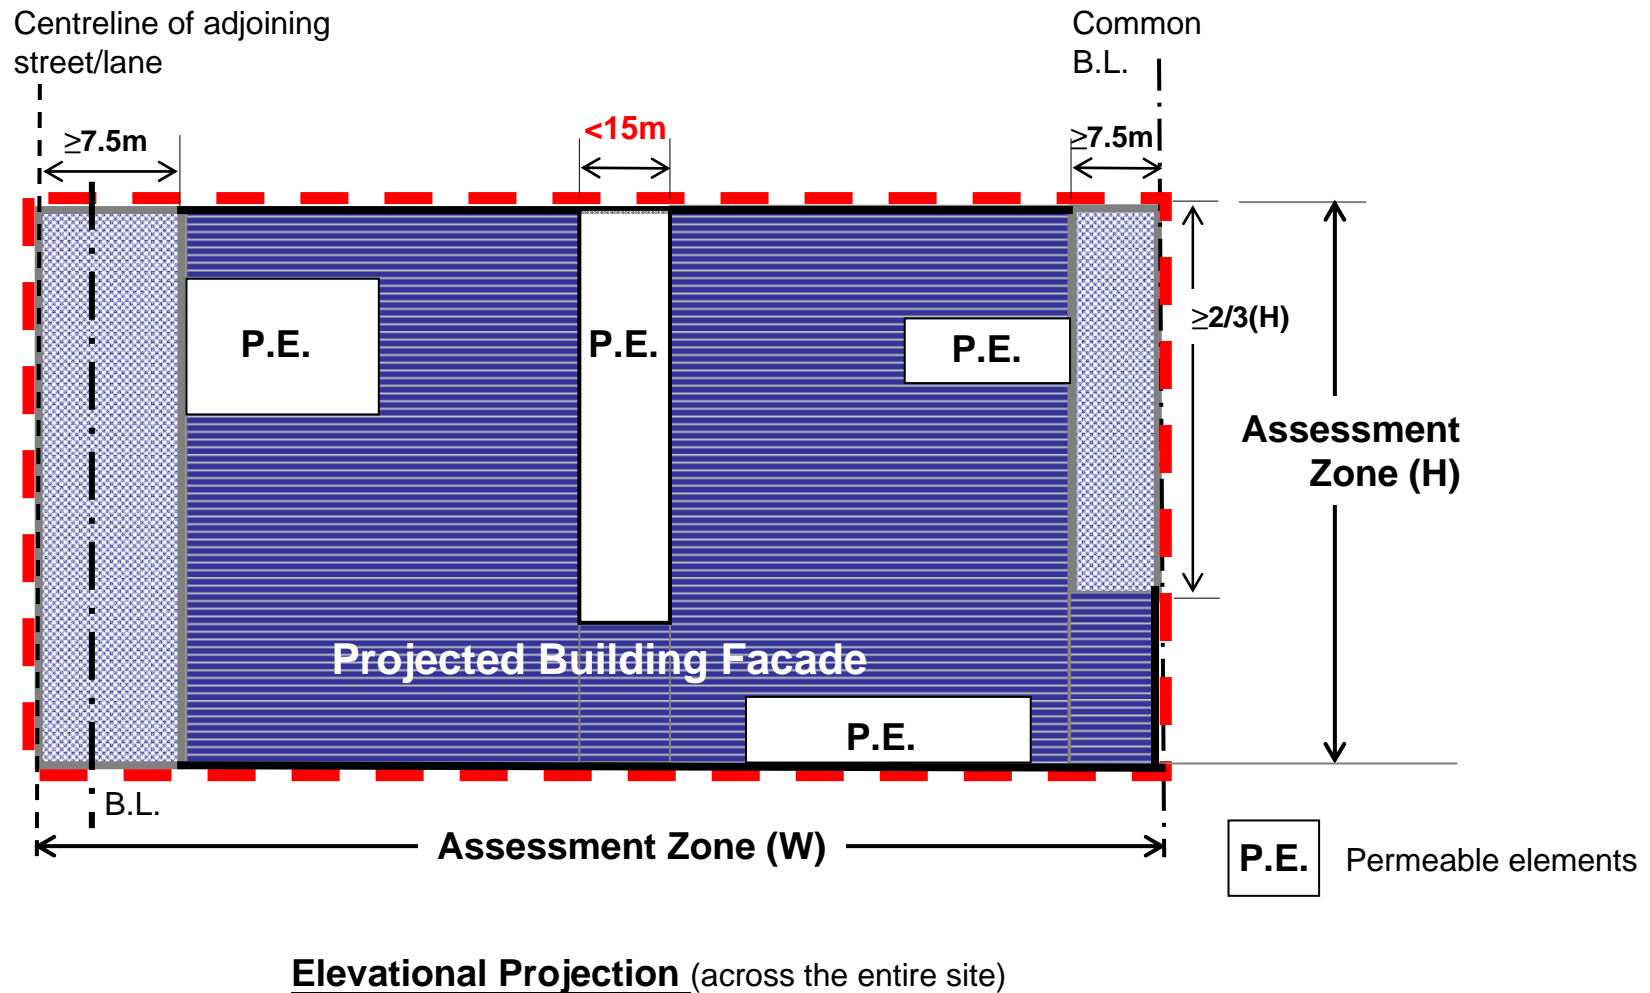 Centreline of adjoining
street/lane
Common
B.L.
≥7.5m
<15m
≥7.5m
P.E.
P.E.
P.E.
≥2/3(H)
Assessment
Zone (H)
Projected Building Facade
P.E.
B.L.
Assessment Zone (W)
P.E. Permeable elements
Elevational Projection (across the entire site)